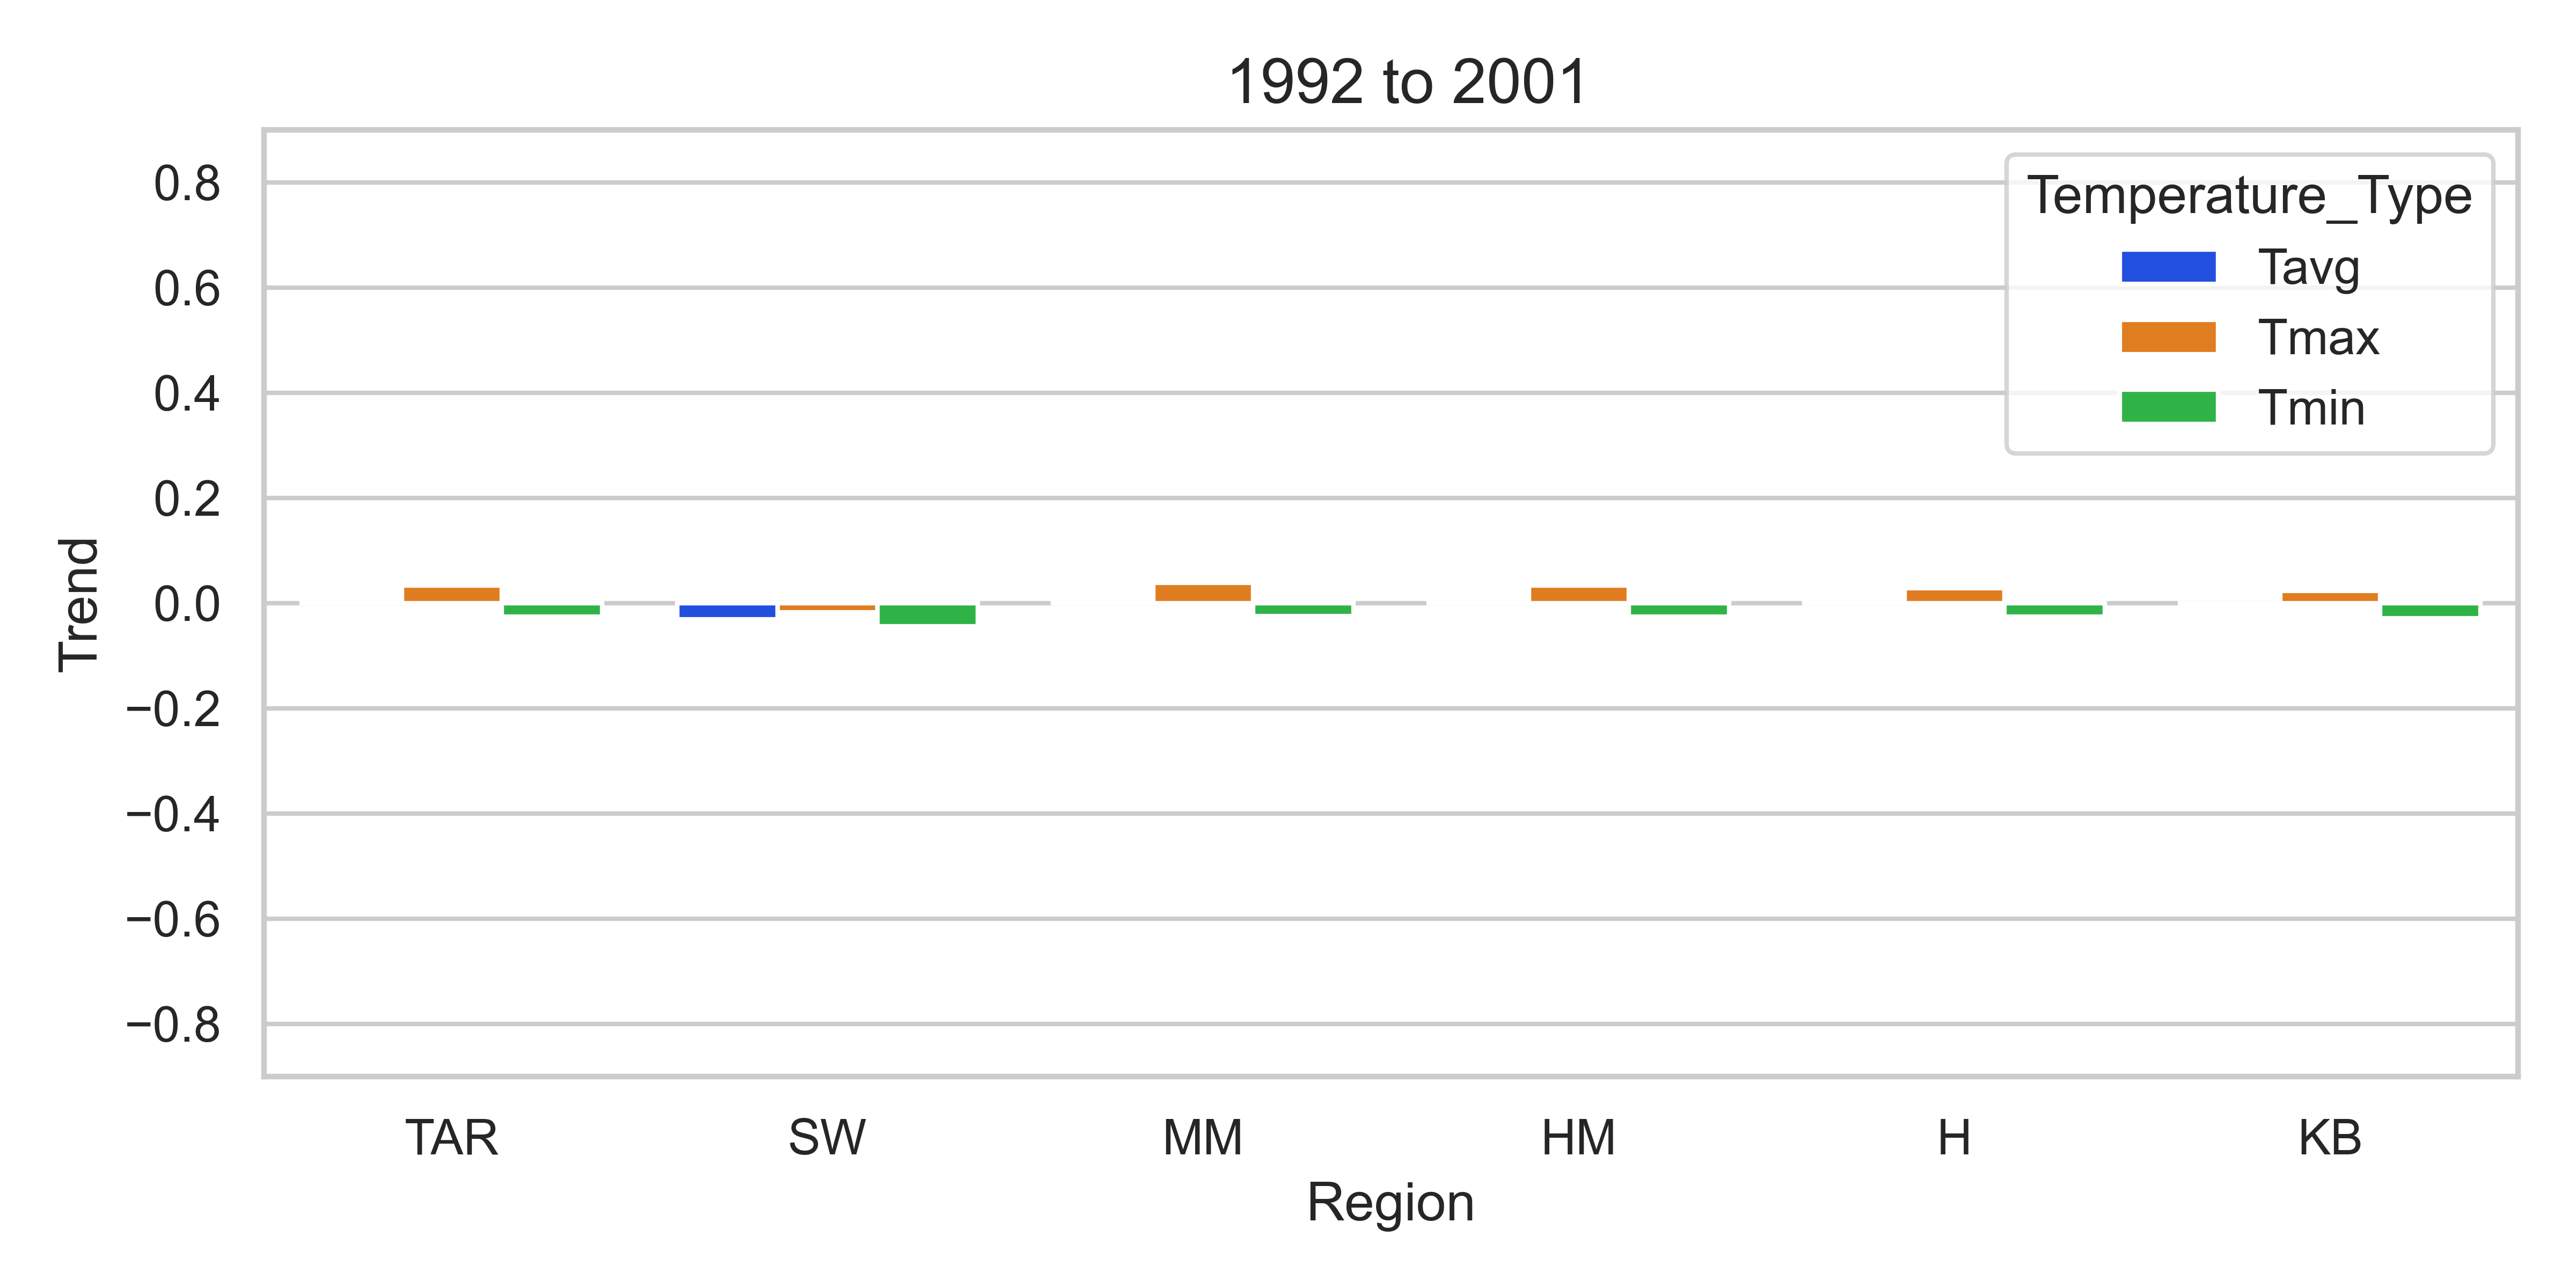 1992 to 2001
0.8
0.6
0.4
0.2
0.0
−0.2
−0.4
−0.6
−0.8
Trend
Temperature_Type
Tavg
Tmax
Tmin
TAR SW MM HM H KB
Region